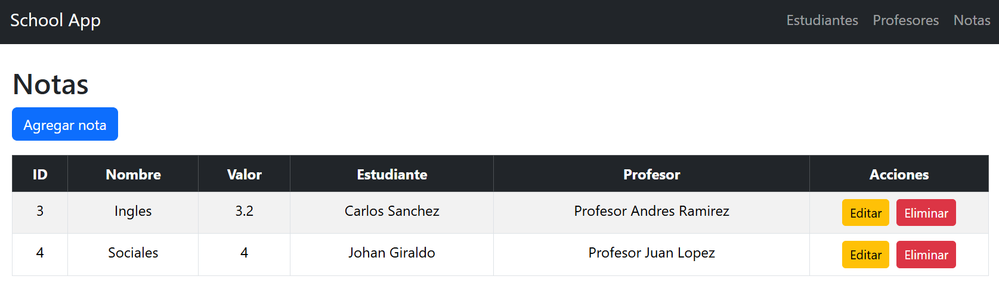 School App Estudiantes Profesores Notas
Notas
Agregar nota
ID Nombre Valor Estudiante Profesor Acciones
3 Ingles 3.2 Carlos Sanchez Profesor Andres Ramirez Editar Eliminar
4 Sociales 4 Johan Giraldo Profesor Juan Lopez Editar Eliminar